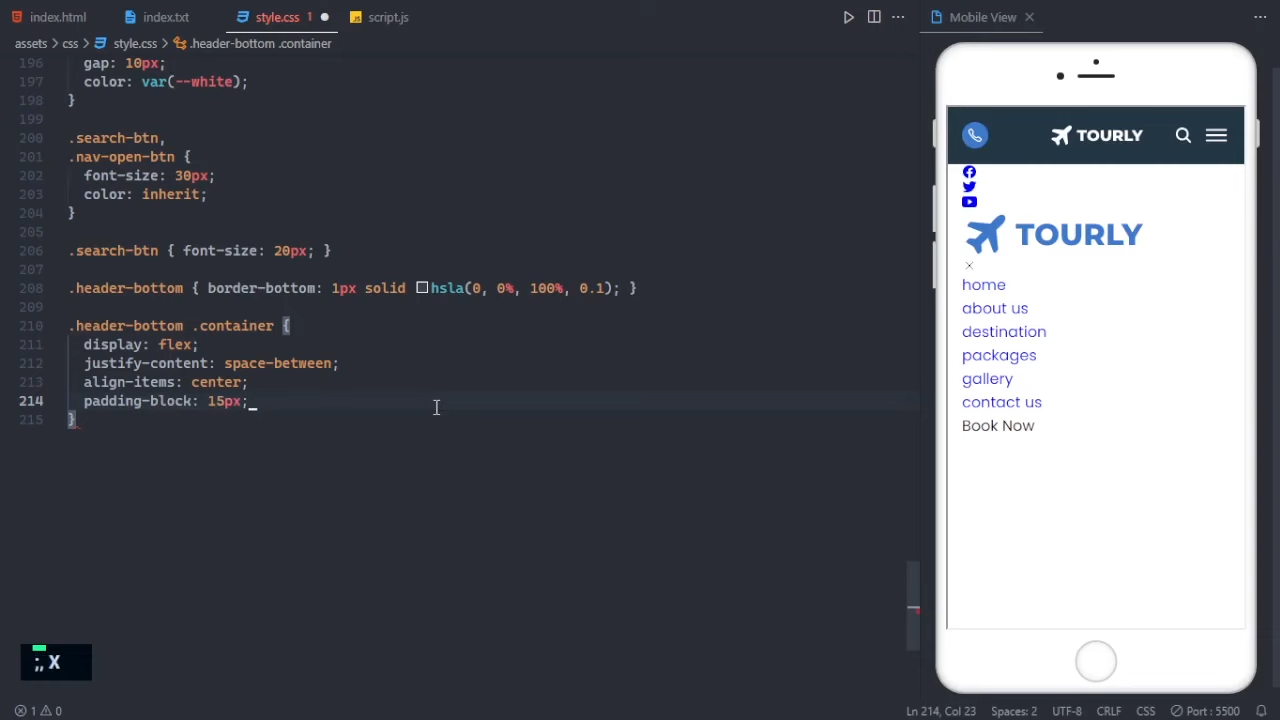 index.html
index.txt
style.css 1
script.js
Mobile View
assets > css > style.css > .header-bottom .container
196 gap: 10px;
197 color: var(--white);
198 }
199
200 .search-btn,
201 .nav-open-btn {
202 font-size: 30px;
203 color: inherit;
204 }
205
206 .search-btn { font-size: 20px; }
207
208 .header-bottom { border-bottom: 1px solid hsla(0, 0%, 100%, 0.1); }
209
210 .header-bottom .container {
211 display: flex;
212 justify-content: space-between;
213 align-items: center;
214 padding-block: 15px;
215 }
TOURLY
TOURLY
home
about us
destination
packages
gallery
contact us
Book Now
;, X
1 0
Ln 214, Col 23
Spaces: 2
UTF-8
CRLF
CSS
Port : 5500